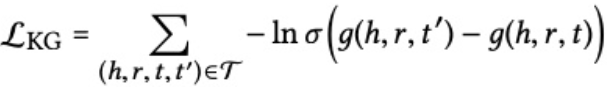 ℒ_KG = ∑_{(h,r,t,t′)∈𝒯} −ln σ(g(h,r,t′) − g(h,r,t))